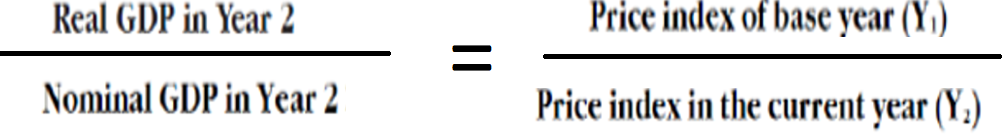 Real GDP in Year 2
Nominal GDP in Year 2
=
Price index of base year (Y₁)
Price index in the current year (Y₂)